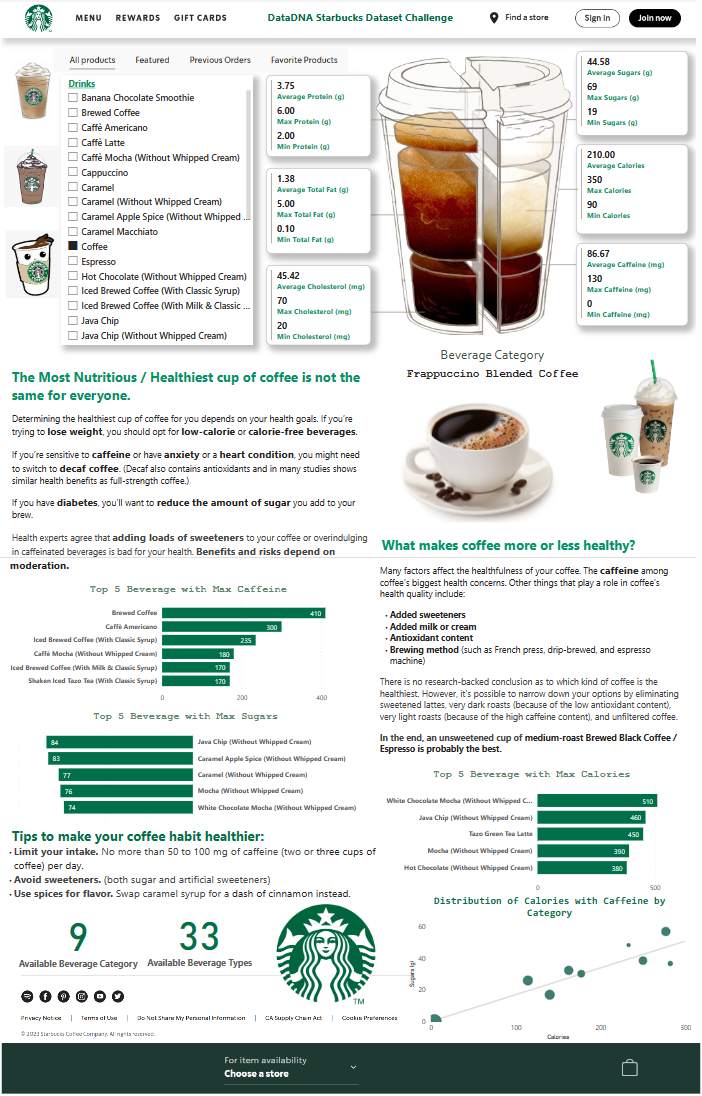 MENU REWARDS GIFT CARDS
DataDNA Starbucks Dataset Challenge
Find a store
Sign in
Join now
All products Featured Previous Orders Favorite Products
Drinks
Banana Chocolate Smoothie
Brewed Coffee
Caffè Americano
Caffè Latte
Caffè Mocha (Without Whipped Cream)
Cappuccino
Caramel
Caramel (Without Whipped Cream)
Caramel Apple Spice (Without Whipped ...
Caramel Macchiato
Coffee
Espresso
Hot Chocolate (Without Whipped Cream)
Iced Brewed Coffee (With Classic Syrup)
Iced Brewed Coffee (With Milk & Classic ...
Java Chip
Java Chip (Without Whipped Cream)
3.75
Average Protein (g)
6.00
Max Protein (g)
2.00
Min Protein (g)
1.38
Average Total Fat (g)
5.00
Max Total Fat (g)
0.10
Min Total Fat (g)
45.42
Average Cholesterol (mg)
70
Max Cholesterol (mg)
20
Min Cholesterol (mg)
44.58
Average Sugars (g)
69
Max Sugars (g)
19
Min Sugars (g)
210.00
Average Calories
350
Max Calories
90
Min Calories
86.67
Average Caffeine (mg)
130
Max Caffeine (mg)
0
Min Caffeine (mg)
Beverage Category
Frappuccino Blended Coffee
The Most Nutritious / Healthiest cup of coffee is not the
same for everyone.
Determining the healthiest cup of coffee for you depends on your health goals. If you're
trying to lose weight, you should opt for low-calorie or calorie-free beverages.
If you're sensitive to caffeine or have anxiety or a heart condition, you might need
to switch to decaf coffee. (Decaf also contains antioxidants and in many studies shows
similar health benefits as full-strength coffee.)
If you have diabetes, you'll want to reduce the amount of sugar you add to your
brew.
Health experts agree that adding loads of sweeteners to your coffee or overindulging
in caffeinated beverages is bad for your health. Benefits and risks depend on
moderation.
What makes coffee more or less healthy?
Many factors affect the healthfulness of your coffee. The caffeine among
coffee's biggest health concerns. Other things that play a role in coffee's
health quality include:
· Added sweeteners
· Added milk or cream
· Antioxidant content
· Brewing method (such as French press, drip-brewed, and espresso
machine)
There is no research-backed conclusion as to which kind of coffee is the
healthiest. However, it's possible to narrow down your options by eliminating
sweetened lattes, very dark roasts (because of the low antioxidant content),
very light roasts (because of the high caffeine content), and unfiltered coffee.
In the end, an unsweetened cup of medium-roast Brewed Black Coffee /
Espresso is probably the best.
Top 5 Beverage with Max Caffeine
Brewed Coffee 410
Caffè Americano 300
Iced Brewed Coffee (With Classic Syrup) 235
Caffè Mocha (Without Whipped Cream) 180
Iced Brewed Coffee (With Milk & Classic Syrup) 170
Shaken Iced Tazo Tea (With Classic Syrup) 170
0 200 400
Top 5 Beverage with Max Sugars
84 Java Chip (Without Whipped Cream)
83 Caramel Apple Spice (Without Whipped Cream)
77 Caramel (Without Whipped Cream)
76 Mocha (Without Whipped Cream)
74 White Chocolate Mocha (Without Whipped Cream)
Top 5 Beverage with Max Calories
White Chocolate Mocha (Without Whipped C... 510
Java Chip (Without Whipped Cream) 460
Tazo Green Tea Latte 450
Mocha (Without Whipped Cream) 390
Hot Chocolate (Without Whipped Cream) 380
0 500
Tips to make your coffee habit healthier:
· Limit your intake. No more than 50 to 100 mg of caffeine (two or three cups of
coffee) per day.
· Avoid sweeteners. (both sugar and artificial sweeteners)
· Use spices for flavor. Swap caramel syrup for a dash of cinnamon instead.
9
Available Beverage Category
33
Available Beverage Types
TM
Distribution of Calories with Caffeine by
Category
Sugars (g)
60
40
20
0
0 100 200 300
Calories
Privacy Notice | Terms of Use | Do Not Share My Personal Information | CA Supply Chain Act | Cookie Preferences
© 2023 Starbucks Coffee Company. All rights reserved.
For item availability
Choose a store